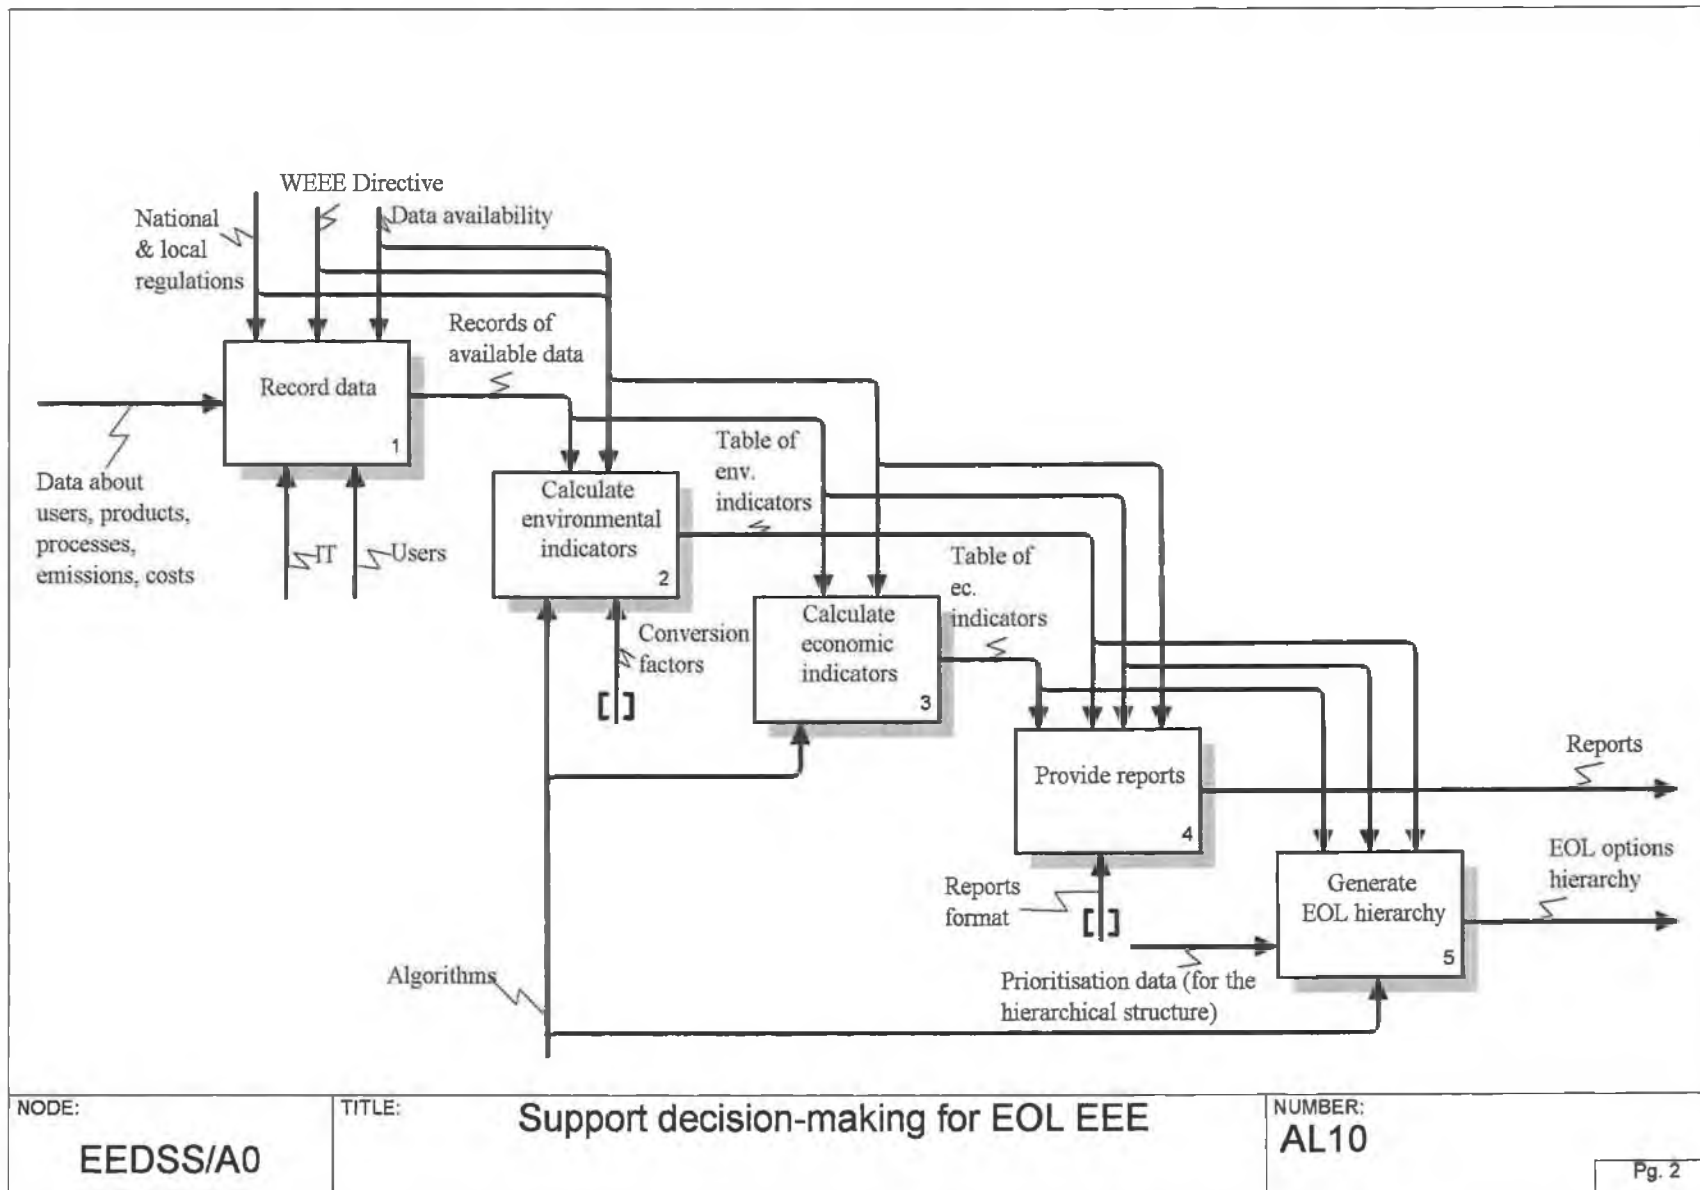 WEEE Directive
National
& local
regulations
Data availability
Records of
available data
Record data
1
Data about
users, products,
processes,
emissions, costs
IT
Users
Table of
env.
indicators
Calculate
environmental
indicators
2
Conversion
factors
[ ]
Table of
ec.
indicators
Calculate
economic
indicators
3
Provide reports
4
Reports
Reports
format
[ ]
EOL options
hierarchy
Generate
EOL hierarchy
5
Prioritisation data (for the
hierarchical structure)
Algorithms
NODE:
EEDSS/A0
TITLE:
Support decision-making for EOL EEE
NUMBER:
AL10
Pg. 2